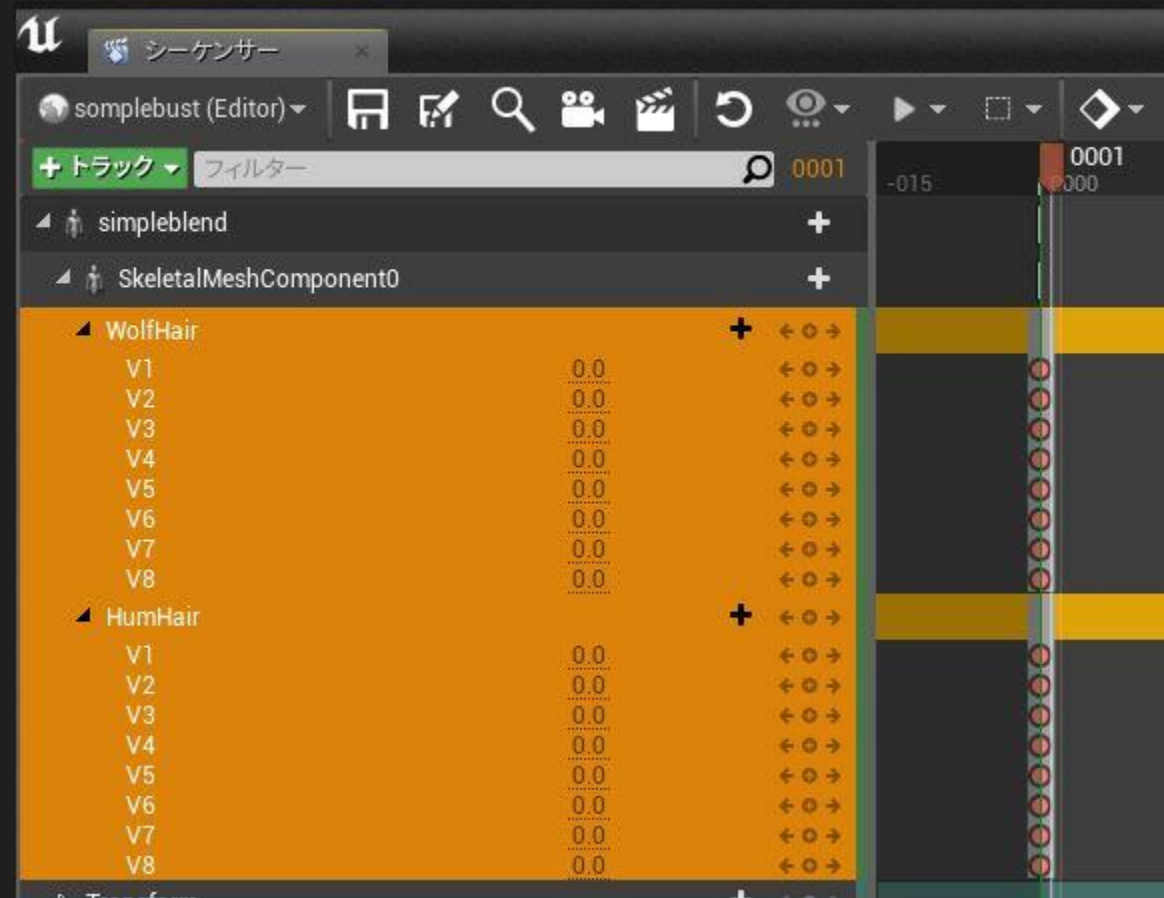 シーケンサー
somplebust (Editor)
+ トラック フィルター 0001 0001
-015 0000
simpleblend
SkeletalMeshComponent0
WolfHair
V1 0.0
V2 0.0
V3 0.0
V4 0.0
V5 0.0
V6 0.0
V7 0.0
V8 0.0
HumHair
V1 0.0
V2 0.0
V3 0.0
V4 0.0
V5 0.0
V6 0.0
V7 0.0
V8 0.0
Transform